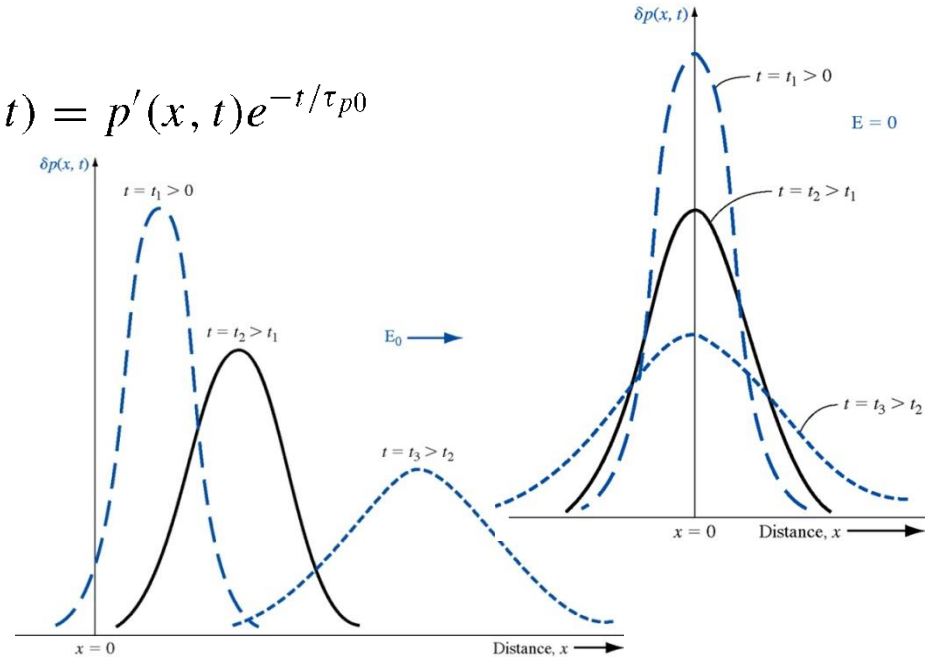 t) = p′(x, t)e^{−t/τ_{p0}}
δp(x, t)
t = t₁ > 0
t = t₂ > t₁
E₀
t = t₃ > t₂
x = 0
Distance, x
δp(x, t)
t = t₁ > 0
E = 0
t = t₂ > t₁
t = t₃ > t₂
x = 0
Distance, x